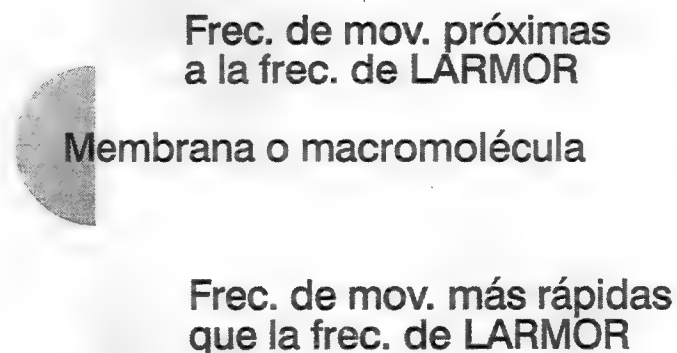 Frec. de mov. próximas
a la frec. de LARMOR
Membrana o macromolécula
Frec. de mov. más rápidas
que la frec. de LARMOR